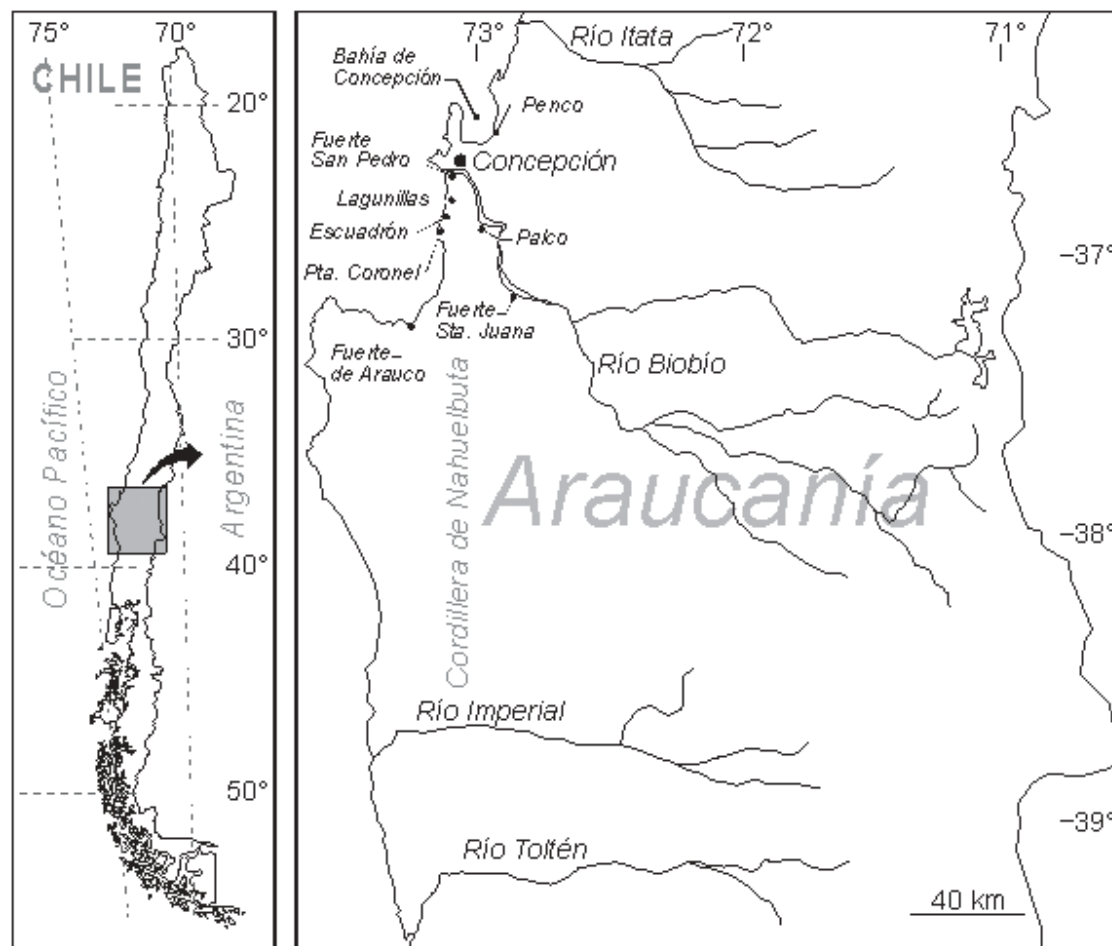 75°
70°
CHILE
20°
30°
Océano Pacífico
Argentina
40°
50°
73°
72°
71°
Río Itata
Bahía de
Concepción
Penco
Fuerte
San Pedro
Concepción
Lagunillas
Escuadrón
Palco
Pta. Coronel
–37°
Fuerte–
Sta. Juana
Fuerte–
de Arauco
Río Biobío
Cordillera de Nahuelbuta
Araucanía
–38°
Río Imperial
–39°
Río Toltén
40 km